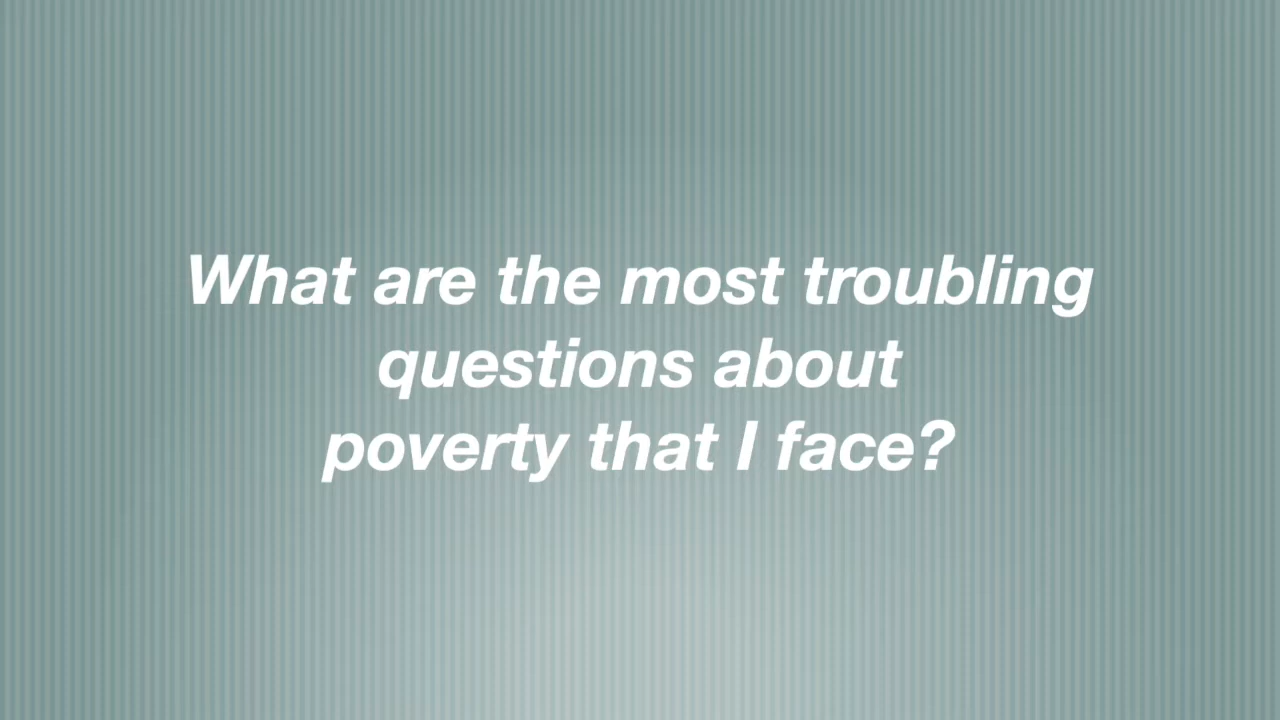 What are the most troubling
questions about
poverty that I face?